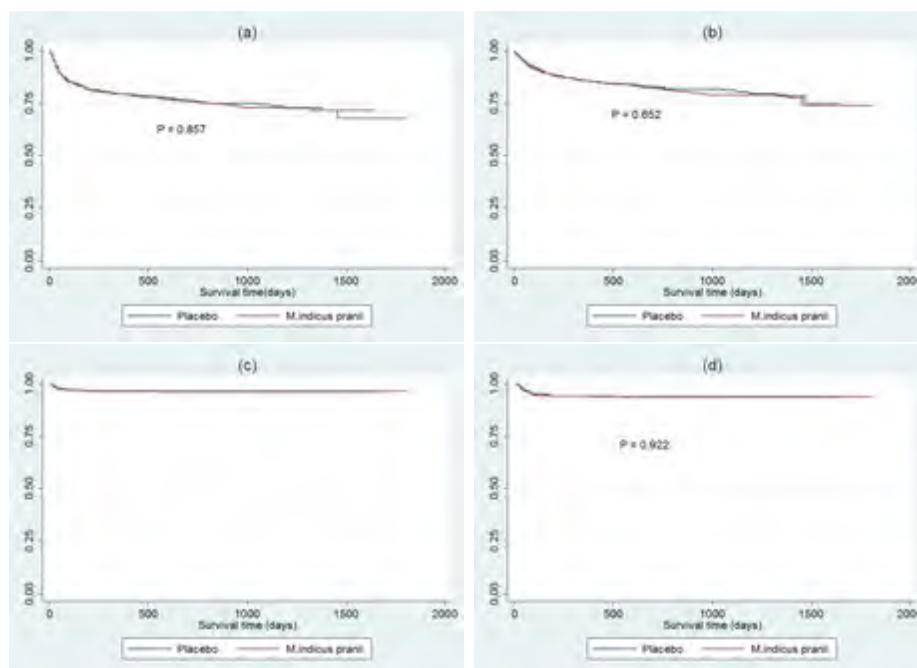 (a)
1.00
0.75
0.50
0.25
0.00
P = 0.857
0 500 1000 1500 2000
Survival time(days)
Placebo M.indicus pranii
(b)
1.00
0.75
0.50
0.25
0.00
P = 0.652
0 500 1000 1500 2000
Survival time (days)
Placebo M.indicus pranii
(c)
1.00
0.75
0.50
0.25
0.00
0 500 1000 1500 2000
Survival time (days)
Placebo M.indicus pranii
(d)
1.00
0.75
0.50
0.25
0.00
P = 0.922
0 500 1000 1500 2000
Survival time (days)
Placebo M.indicus pranii